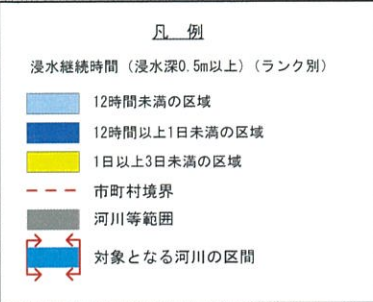 凡 例
浸水継続時間（浸水深0.5m以上）（ランク別）
12時間未満の区域
12時間以上1日未満の区域
1日以上3日未満の区域
市町村境界
河川等範囲
対象となる河川の区間